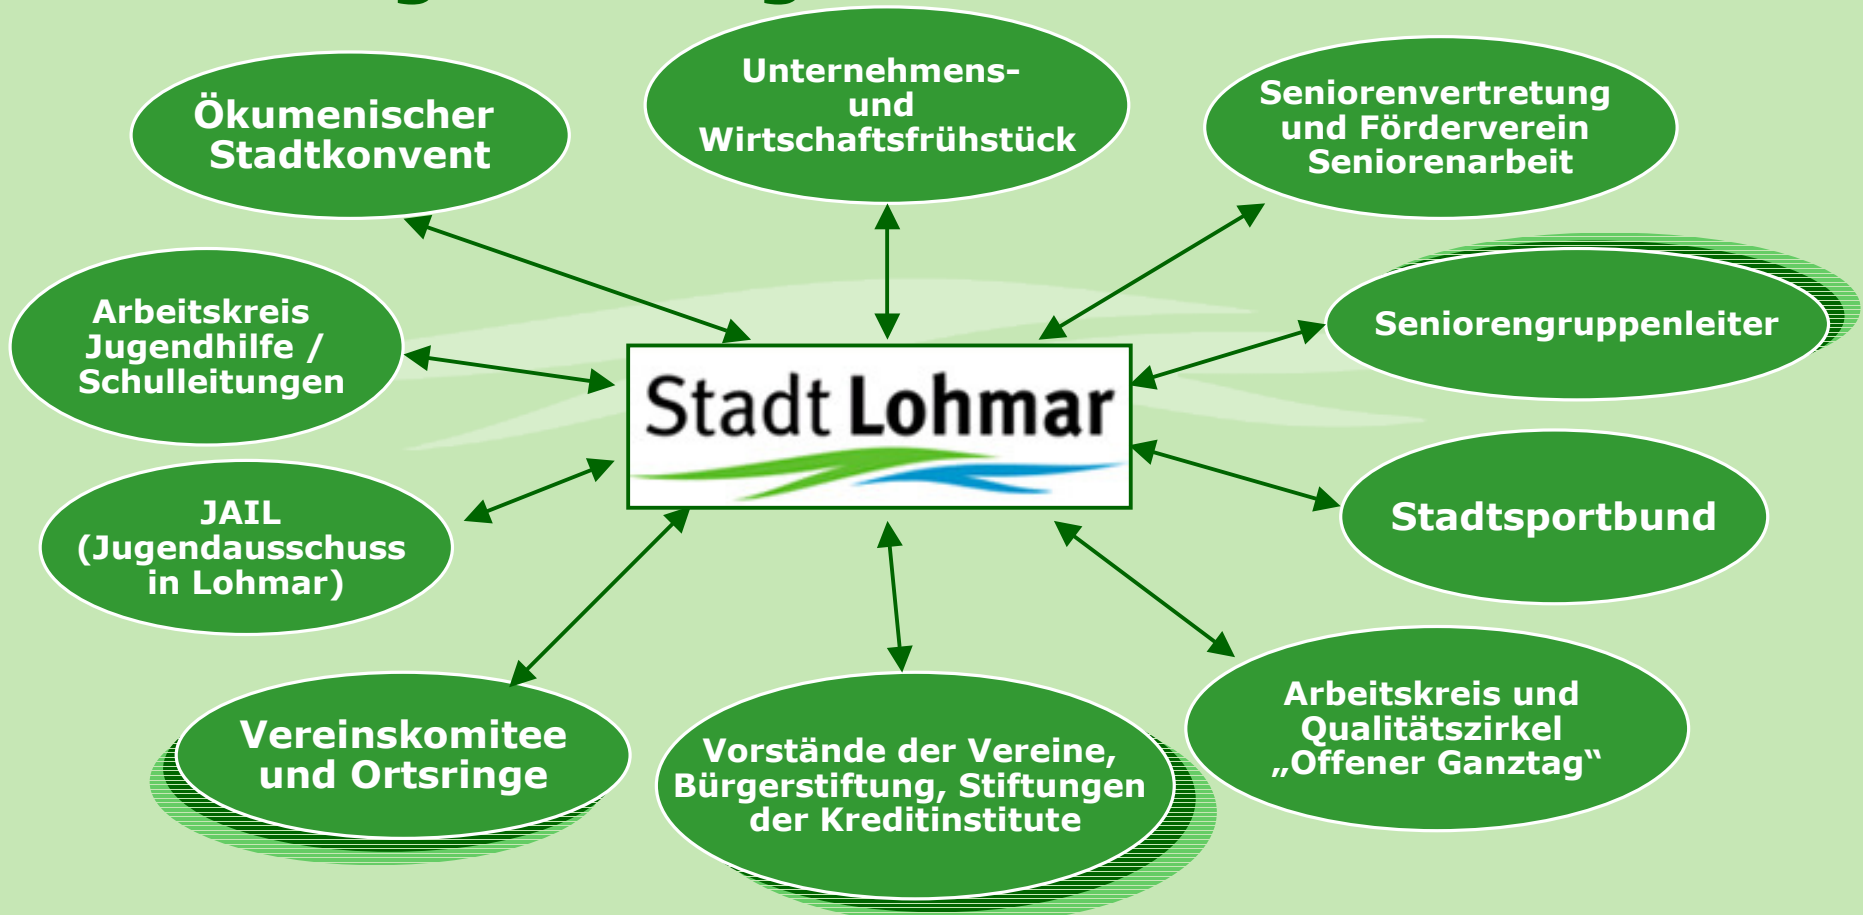 Ökumenischer
Stadtkonvent
Unternehmens-
und
Wirtschaftsfrühstück
Seniorenvertretung
und Förderverein
Seniorenarbeit
Arbeitskreis
Jugendhilfe /
Schulleitungen
Seniorengruppenleiter
Stadt Lohmar
JAIL
(Jugendausschuss
in Lohmar)
Stadtsportbund
Vereinskomitee
und Ortsringe
Vorstände der Vereine,
Bürgerstiftung, Stiftungen
der Kreditinstitute
Arbeitskreis und
Qualitätszirkel
„Offener Ganztag“